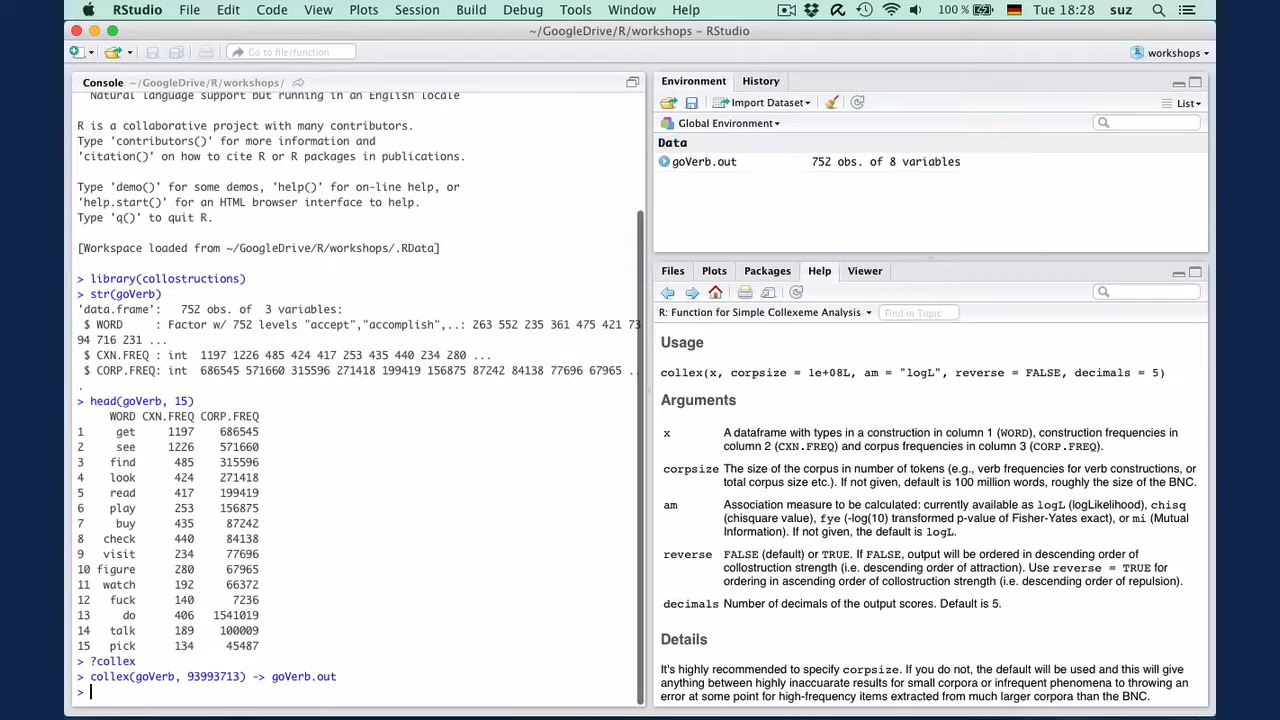 RStudio File Edit Code View Plots Session Build Debug Tools Window Help 100% Tue 18:28 suz
~/GoogleDrive/R/workshops - RStudio
Go to file/function
workshops
Console ~/GoogleDrive/R/workshops/
Natural language support but running in an English locale
R is a collaborative project with many contributors.
Type 'contributors()' for more information and
'citation()' on how to cite R or R packages in publications.
Type 'demo()' for some demos, 'help()' for on-line help, or
'help.start()' for an HTML browser interface to help.
Type 'q()' to quit R.
[Workspace loaded from ~/GoogleDrive/R/workshops/.RData]
> library(collostructions)
> str(goVerb)
'data.frame': 752 obs. of 3 variables:
$ WORD : Factor w/ 752 levels "accept","accomplish",..: 263 552 235 361 475 421 73
94 716 231 ...
$ CXN.FREQ : int 1197 1226 485 424 417 253 435 440 234 280 ...
$ CORP.FREQ: int 686545 571660 315596 271418 199419 156875 87242 84138 77696 67965 ..
.
> head(goVerb, 15)
WORD CXN.FREQ CORP.FREQ
1 get 1197 686545
2 see 1226 571660
3 find 485 315596
4 look 424 271418
5 read 417 199419
6 play 253 156875
7 buy 435 87242
8 check 440 84138
9 visit 234 77696
10 figure 280 67965
11 watch 192 66372
12 fuck 140 7236
13 do 406 1541019
14 talk 189 100009
15 pick 134 45487
> ?collex
> collex(goVerb, 93993713) -> goVerb.out
>
Environment History
Import Dataset List
Global Environment
Data
goVerb.out 752 obs. of 8 variables
Files Plots Packages Help Viewer
R: Function for Simple Collexeme Analysis Find in Topic
Usage
collex(x, corpsize = 1e+08L, am = "logL", reverse = FALSE, decimals = 5)
Arguments
x A dataframe with types in a construction in column 1 (WORD), construction frequencies in
column 2 (CXN.FREQ) and corpus frequencies in column 3 (CORP.FREQ).
corpsize The size of the corpus in number of tokens (e.g., verb frequencies for verb constructions, or
total corpus size etc.). If not given, default is 100 million words, roughly the size of the BNC.
am Association measure to be calculated: currently available as logL (logLikelihood), chisq
(chisquare value), fye (-log(10) transformed p-value of Fisher-Yates exact), or mi (Mutual
Information). If not given, the default is logL.
reverse FALSE (default) or TRUE. If FALSE, output will be ordered in descending order of
collostruction strength (i.e. descending order of attraction). Use reverse = TRUE for
ordering in ascending order of collostruction strength (i.e. descending order of repulsion).
decimals Number of decimals of the output scores. Default is 5.
Details
It's highly recommended to specify corpsize. If you do not, the default will be used and this will give
anything between highly inaccurate results for small corpora or infrequent phenomena to throwing an
error at some point for high-frequency items extracted from much larger corpora than the BNC.